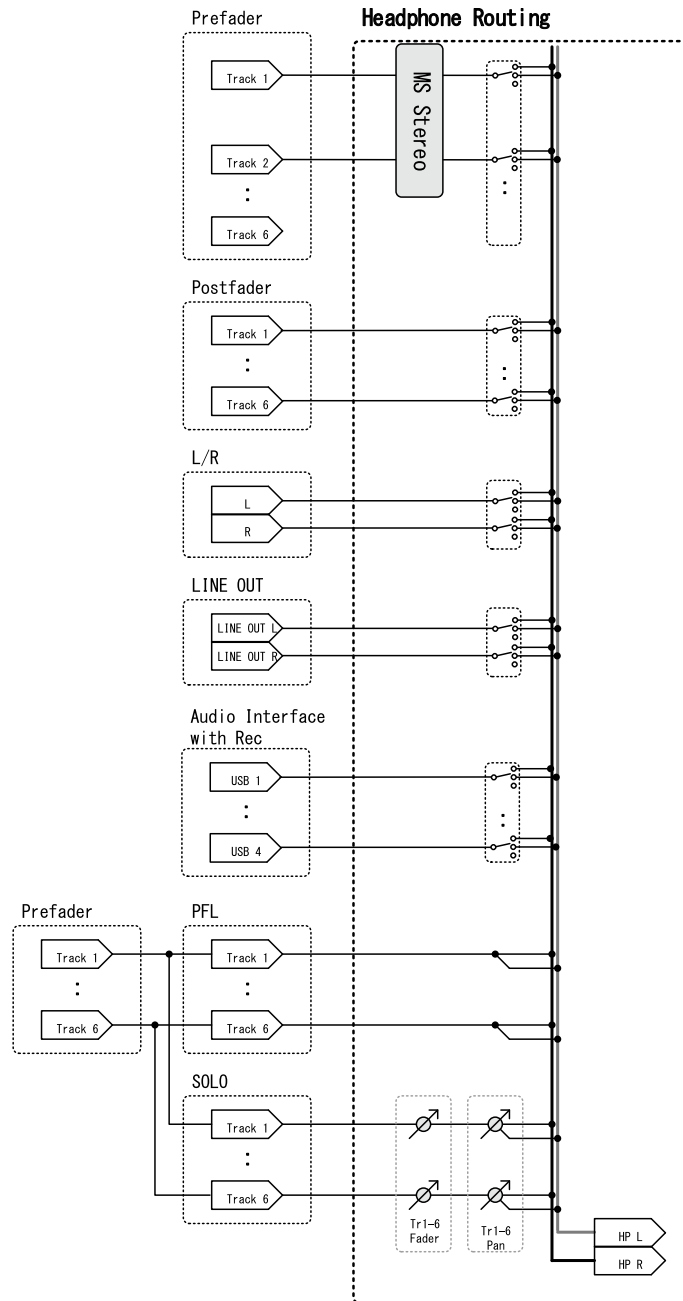 Headphone Routing
Prefader
Track 1
Track 2
Track 6
MS Stereo
Postfader
Track 1
Track 6
L/R
L
R
LINE OUT
LINE OUT L
LINE OUT R
Audio Interface
with Rec
USB 1
USB 4
Prefader
Track 1
Track 6
PFL
Track 1
Track 6
SOLO
Track 1
Track 6
Tr1-6
Fader
Tr1-6
Pan
HP L
HP R